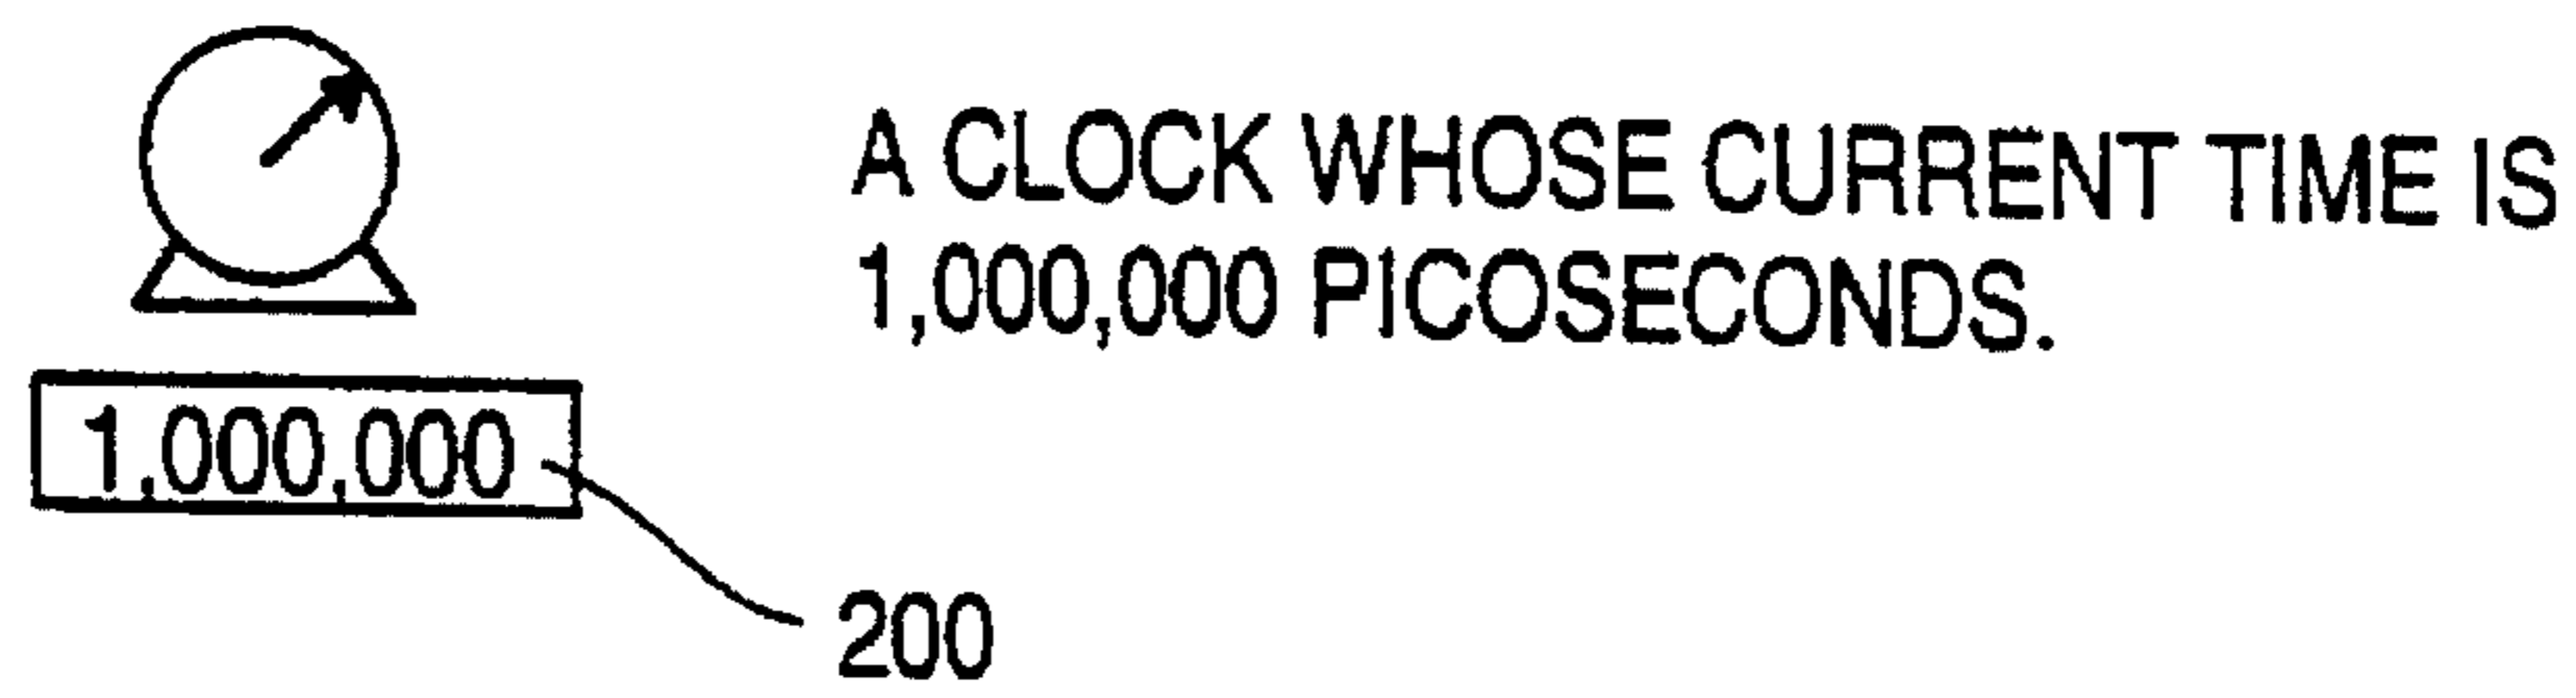 A CLOCK WHOSE CURRENT TIME IS
1,000,000 PICOSECONDS.
1,000,000
200